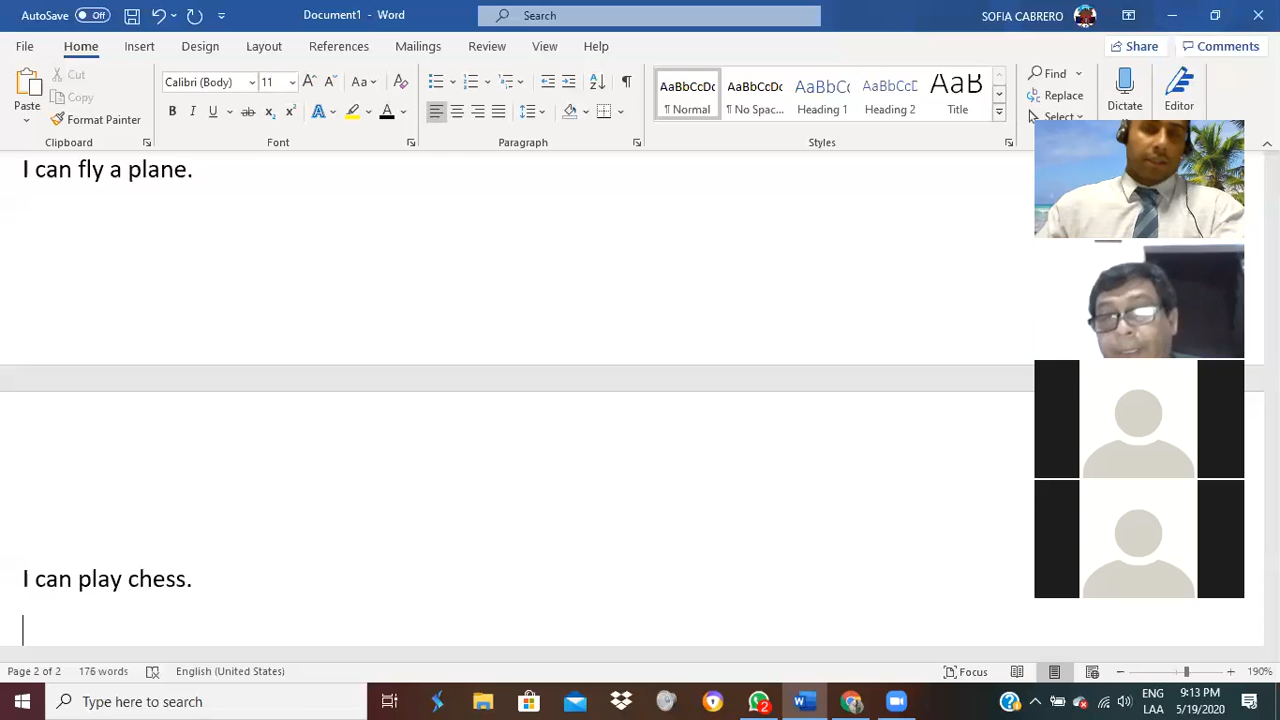 AutoSave Off
Document1 - Word
Search
SOFIA CABRERO
File Home Insert Design Layout References Mailings Review View Help
Share Comments
Paste
Cut
Copy
Format Painter
Clipboard
Calibri (Body) 11
Font
Paragraph
AaBbCcDc AaBbCcDc AaBbCc AaBbCcD AaB
¶ Normal ¶ No Spac... Heading 1 Heading 2 Title
Styles
Find
Replace
Select
Dictate
Editor
I can fly a plane.
I can play chess.
Page 2 of 2 176 words English (United States) Focus 190%
Type here to search
2
ENG
LAA
9:13 PM
5/19/2020